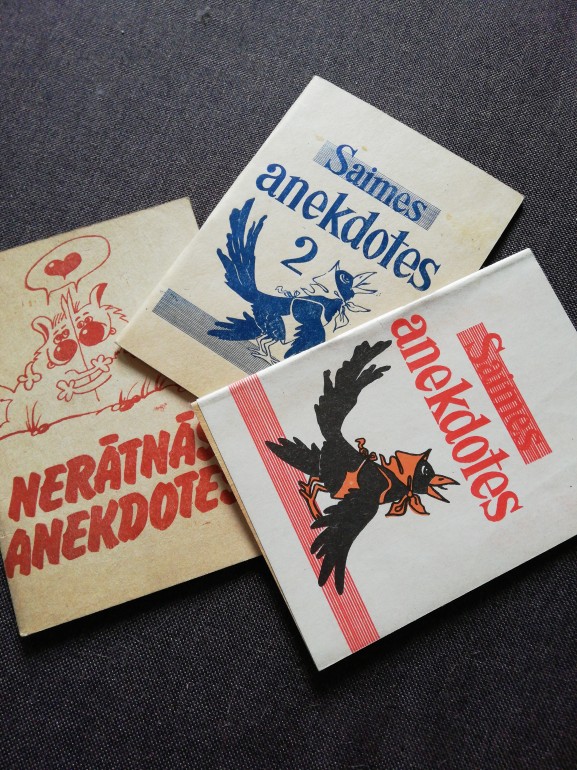 Saimes
anekdotes
2
Saimes
anekdotes
NERĀTNĀS
ANEKDOTES